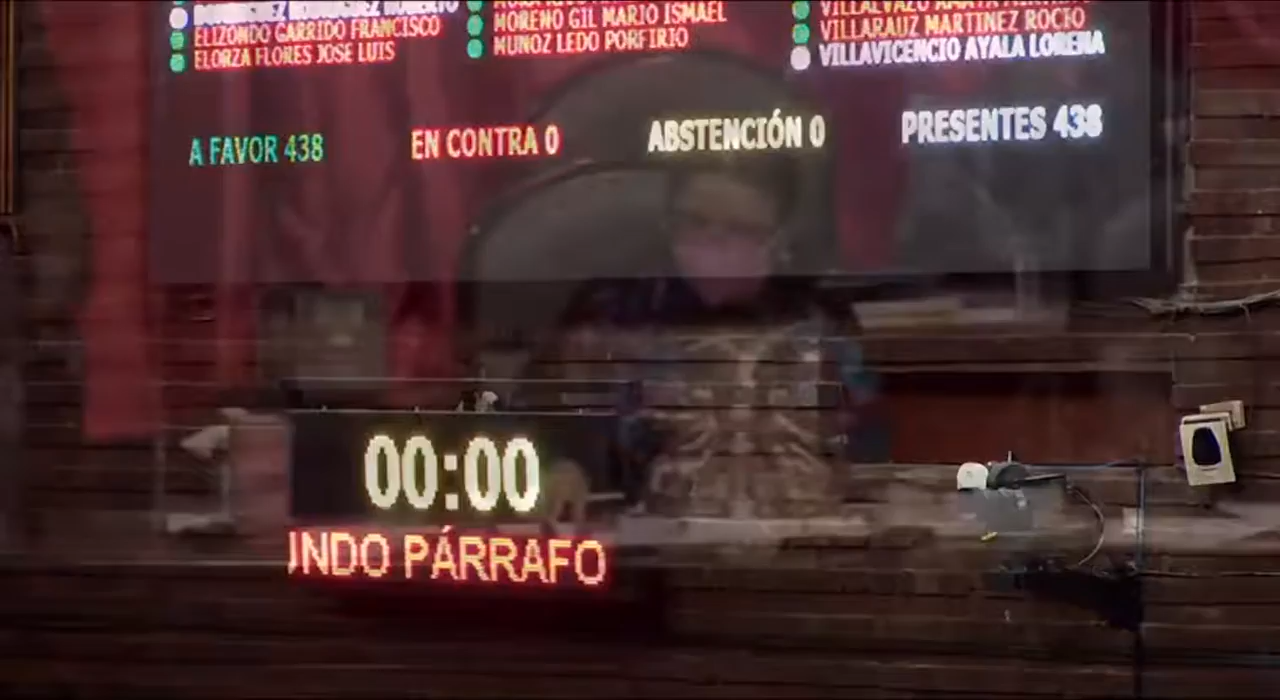 ELIZONDO GARRIDO FRANCISCO
ELORZA FLORES JOSE LUIS
MORENO GIL MARIO ISMAEL
MUÑOZ LEDO PORFIRIO
VILLARAUZ MARTINEZ ROCIO
VILLAVICENCIO AYALA LORENA
A FAVOR 438 EN CONTRA 0 ABSTENCIÓN 0 PRESENTES 438
00:00
UNDO PÁRRAFO